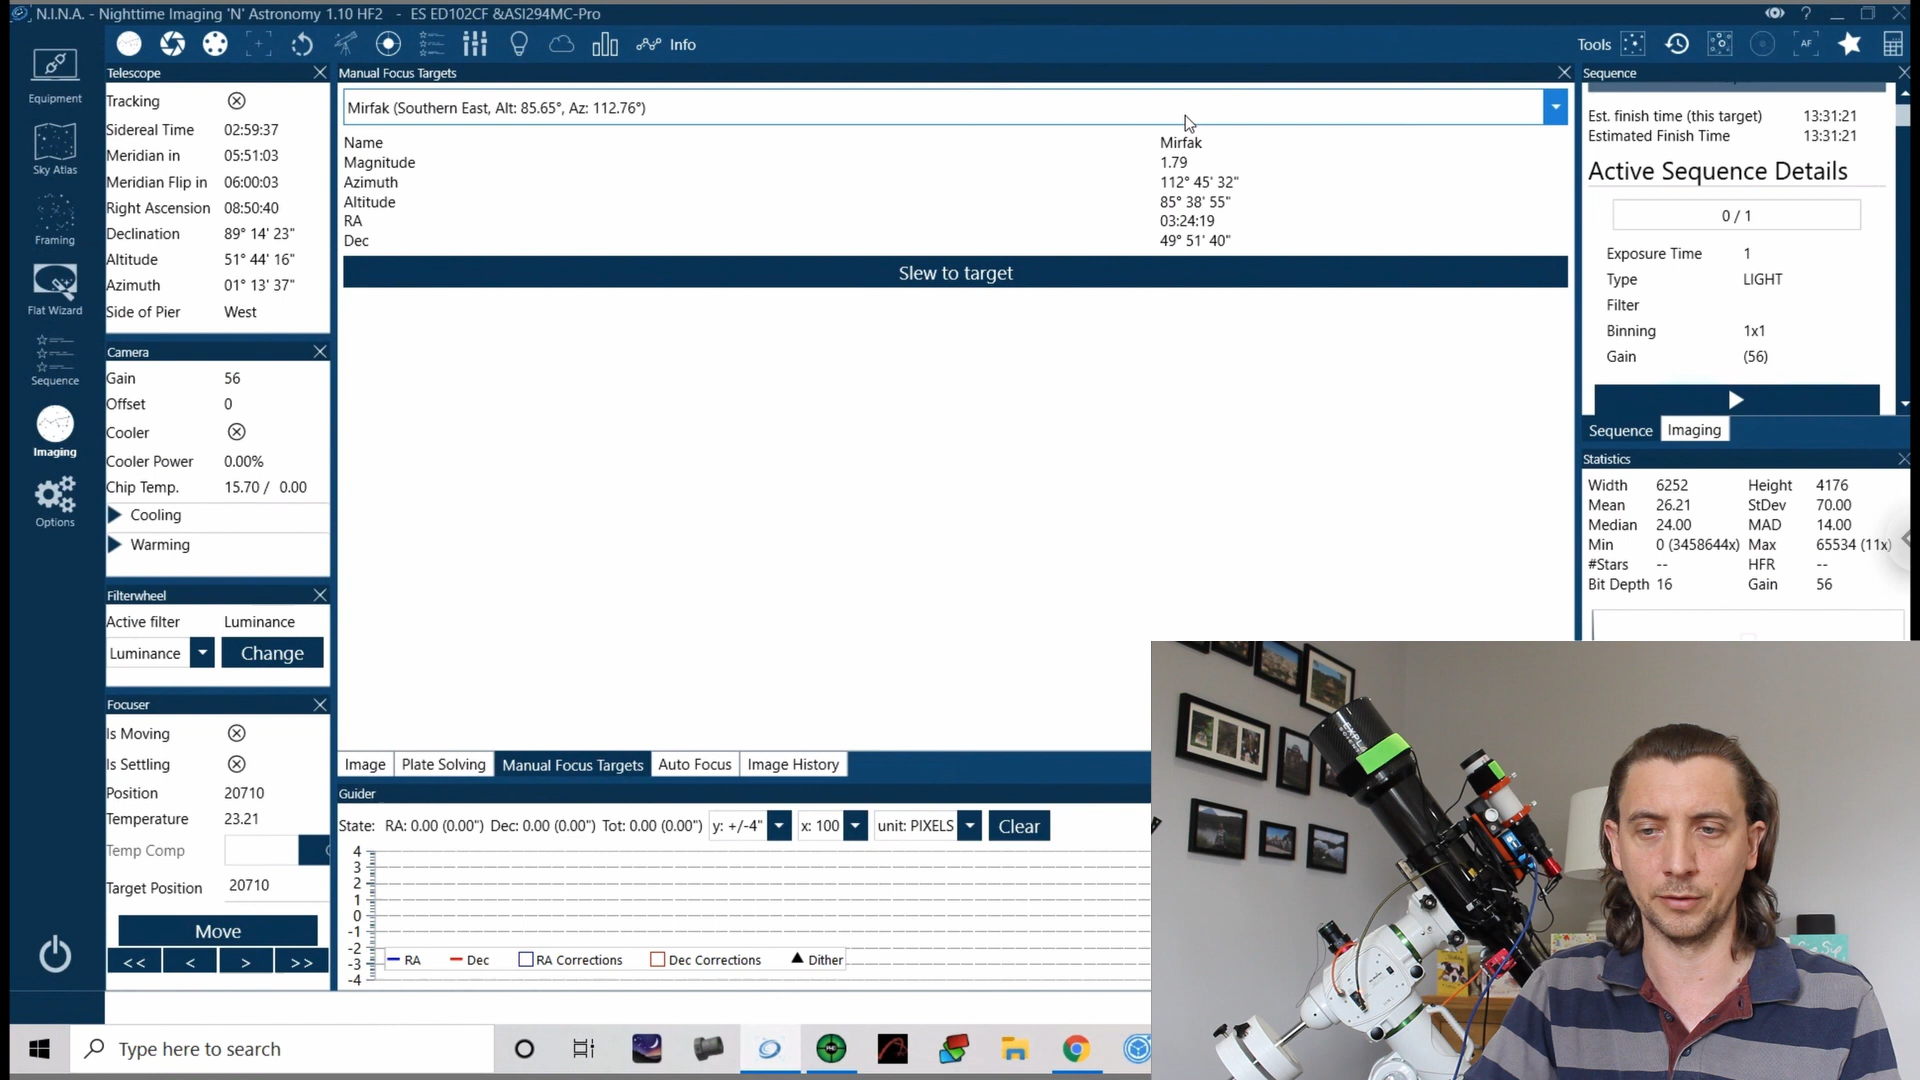 N.I.N.A. - Nighttime Imaging 'N' Astronomy 1.10 HF2 - ES ED102CF &ASI294MC-Pro
Info
Tools
AF
Equipment
Sky Atlas
Framing
Flat Wizard
Sequence
Imaging
Options
Telescope
Tracking
Sidereal Time 02:59:37
Meridian in 05:51:03
Meridian Flip in 06:00:03
Right Ascension 08:50:40
Declination 89° 14' 23"
Altitude 51° 44' 16"
Azimuth 01° 13' 37"
Side of Pier West
Camera
Gain 56
Offset 0
Cooler
Cooler Power 0.00%
Chip Temp. 15.70 / 0.00
Cooling
Warming
Filterwheel
Active filter Luminance
Luminance Change
Focuser
Is Moving
Is Settling
Position 20710
Temperature 23.21
Temp Comp
Target Position 20710
Move
<< < > >>
Manual Focus Targets
Mirfak (Southern East, Alt: 85.65°, Az: 112.76°)
Name Mirfak
Magnitude 1.79
Azimuth 112° 45' 32"
Altitude 85° 38' 55"
RA 03:24:19
Dec 49° 51' 40"
Slew to target
Image Plate Solving Manual Focus Targets Auto Focus Image History
Guider
State: RA: 0.00 (0.00") Dec: 0.00 (0.00") Tot: 0.00 (0.00") y: +/-4" x: 100 unit: PIXELS Clear
4
3
2
1
0
-1
-2
-3
-4
RA Dec RA Corrections Dec Corrections Dither
Sequence
Est. finish time (this target) 13:31:21
Estimated Finish Time 13:31:21
Active Sequence Details
0 / 1
Exposure Time 1
Type LIGHT
Filter
Binning 1x1
Gain (56)
Sequence Imaging
Statistics
Width 6252 Height 4176
Mean 26.21 StDev 70.00
Median 24.00 MAD 14.00
Min 0 (3458644x) Max 65534 (11x)
#Stars -- HFR --
Bit Depth 16 Gain 56
Type here to search